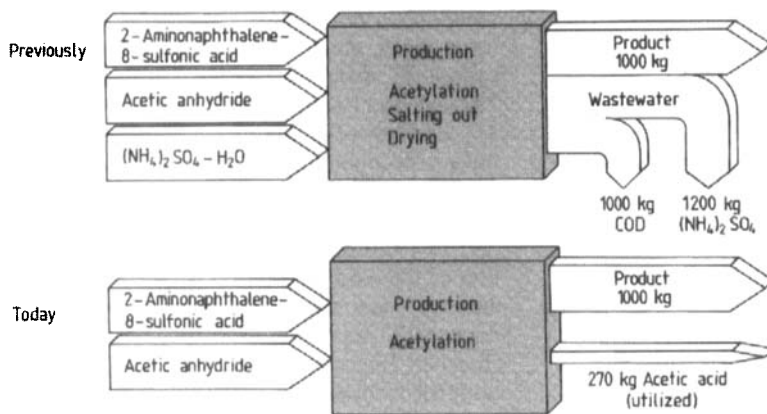 Previously
2-Aminonaphthalene-
8-sulfonic acid
Acetic anhydride
(NH₄)₂ SO₄ – H₂O
Production
Acetylation
Salting out
Drying
Product
1000 kg
Wastewater
1000 kg
COD
1200 kg
(NH₄)₂ SO₄
Today
2-Aminonaphthalene-
8-sulfonic acid
Acetic anhydride
Production
Acetylation
Product
1000 kg
270 kg Acetic acid
(utilized)